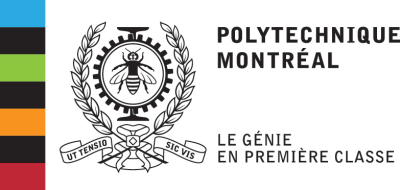 POLYTECHNIQUE
MONTRÉAL
UT TENSIO SIC VIS
LE GÉNIE
EN PREMIÈRE CLASSE